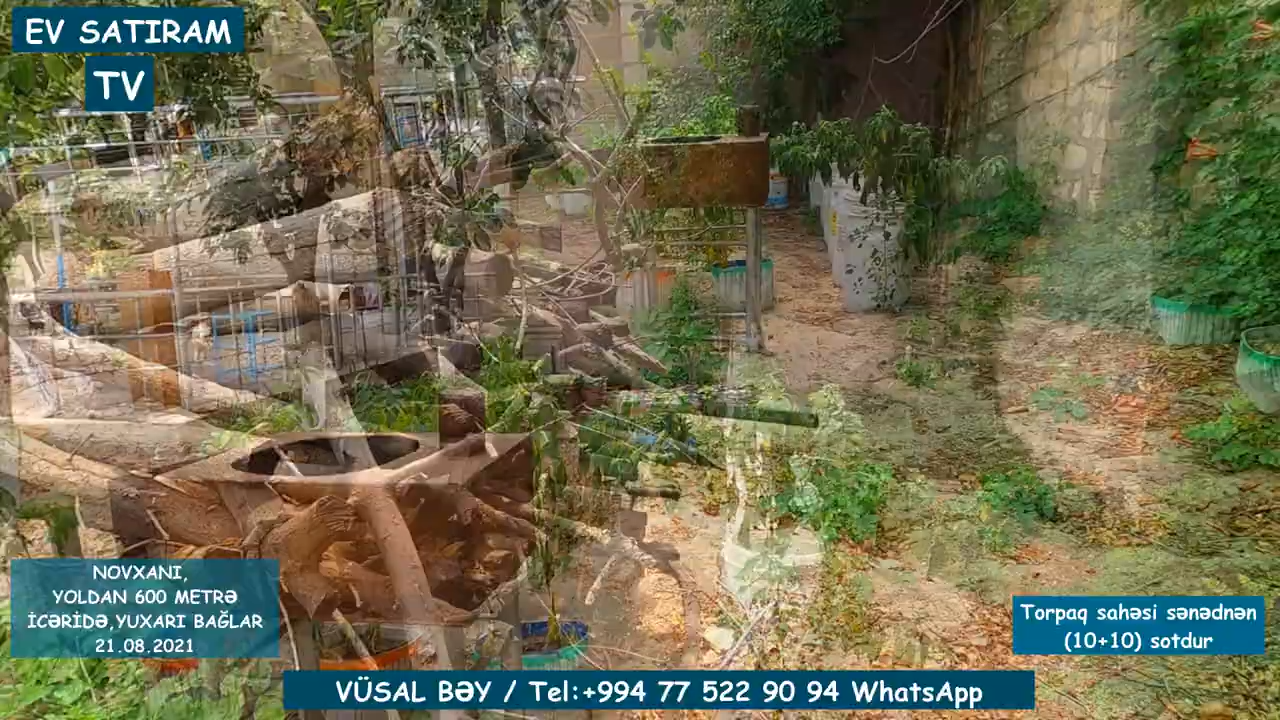 EV SATIRAM
TV
NOVXANI,
YOLDAN 600 METRƏ
İCƏRİDƏ,YUXARI BAĞLAR
21.08.2021
Torpaq sahəsi sənədnən
(10+10) sotdur
VÜSAL BƏY / Tel:+994 77 522 90 94 WhatsApp